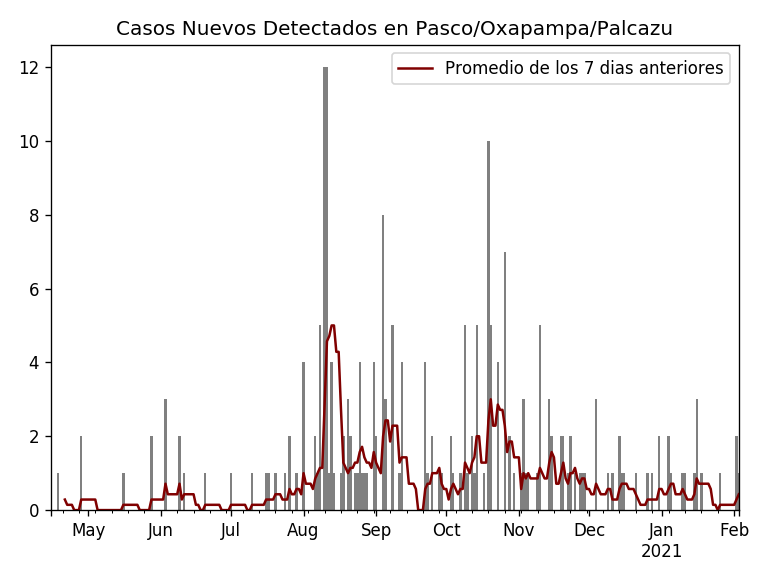 Casos Nuevos Detectados en Pasco/Oxapampa/Palcazu
Promedio de los 7 dias anteriores
12
10
8
6
4
2
0
May Jun Jul Aug Sep Oct Nov Dec Jan Feb
2021